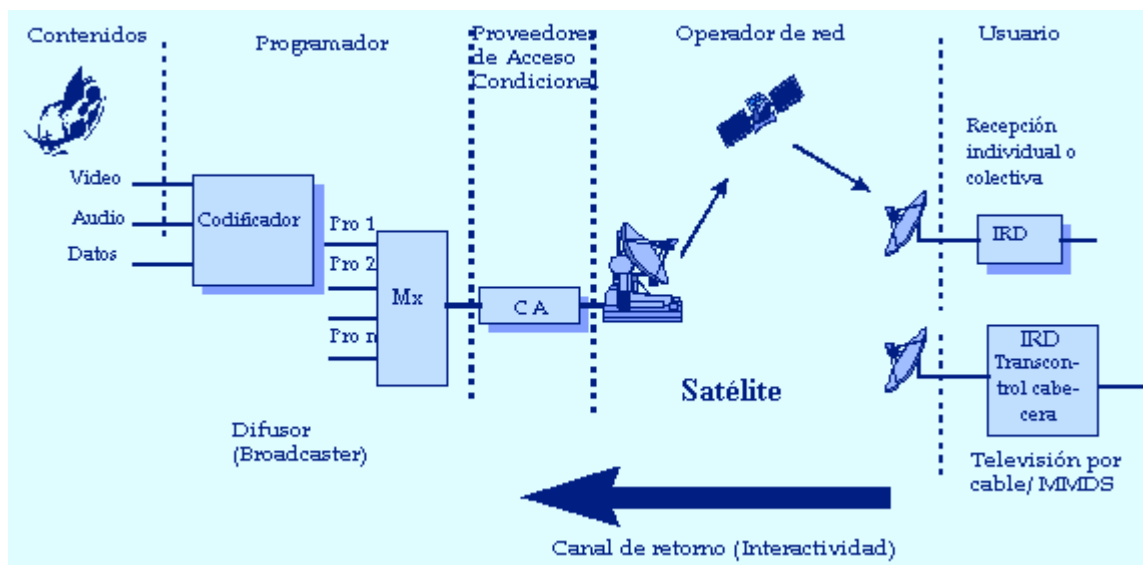 Contenidos
Programador
Proveedores
de Acceso
Condicional
Operador de red
Usuario
Recepción
individual o
colectiva
Video
Audio
Datos
Codificador
Pro 1
Pro 2
Pro n
Mx
C A
IRD
IRD
Transcon-
trol cabe-
cera
Satélite
Difusor
(Broadcaster)
Televisión por
cable/ MMDS
Canal de retorno (Interactividad)